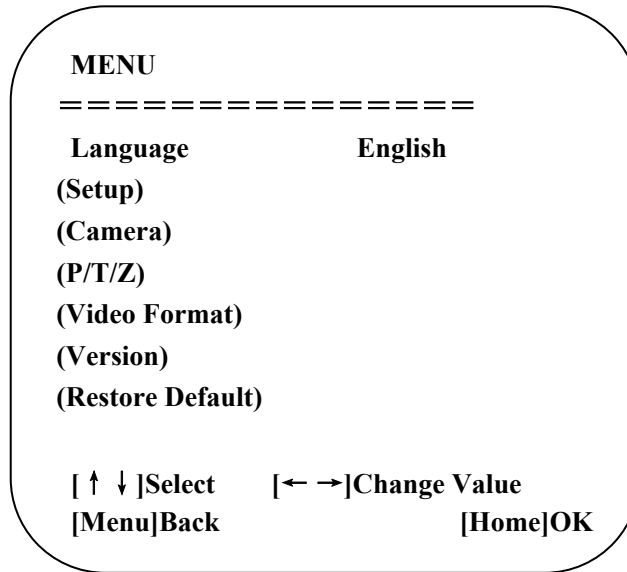 MENU
===============
Language English
(Setup)
(Camera)
(P/T/Z)
(Video Format)
(Version)
(Restore Default)
[↑ ↓]Select [← →]Change Value
[Menu]Back [Home]OK